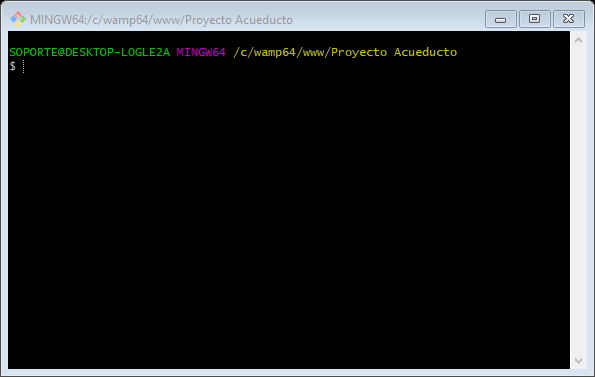 MINGW64:/c/wamp64/www/Proyecto Acueducto
SOPORTE@DESKTOP-LOGLE2A MINGW64 /c/wamp64/www/Proyecto Acueducto
$